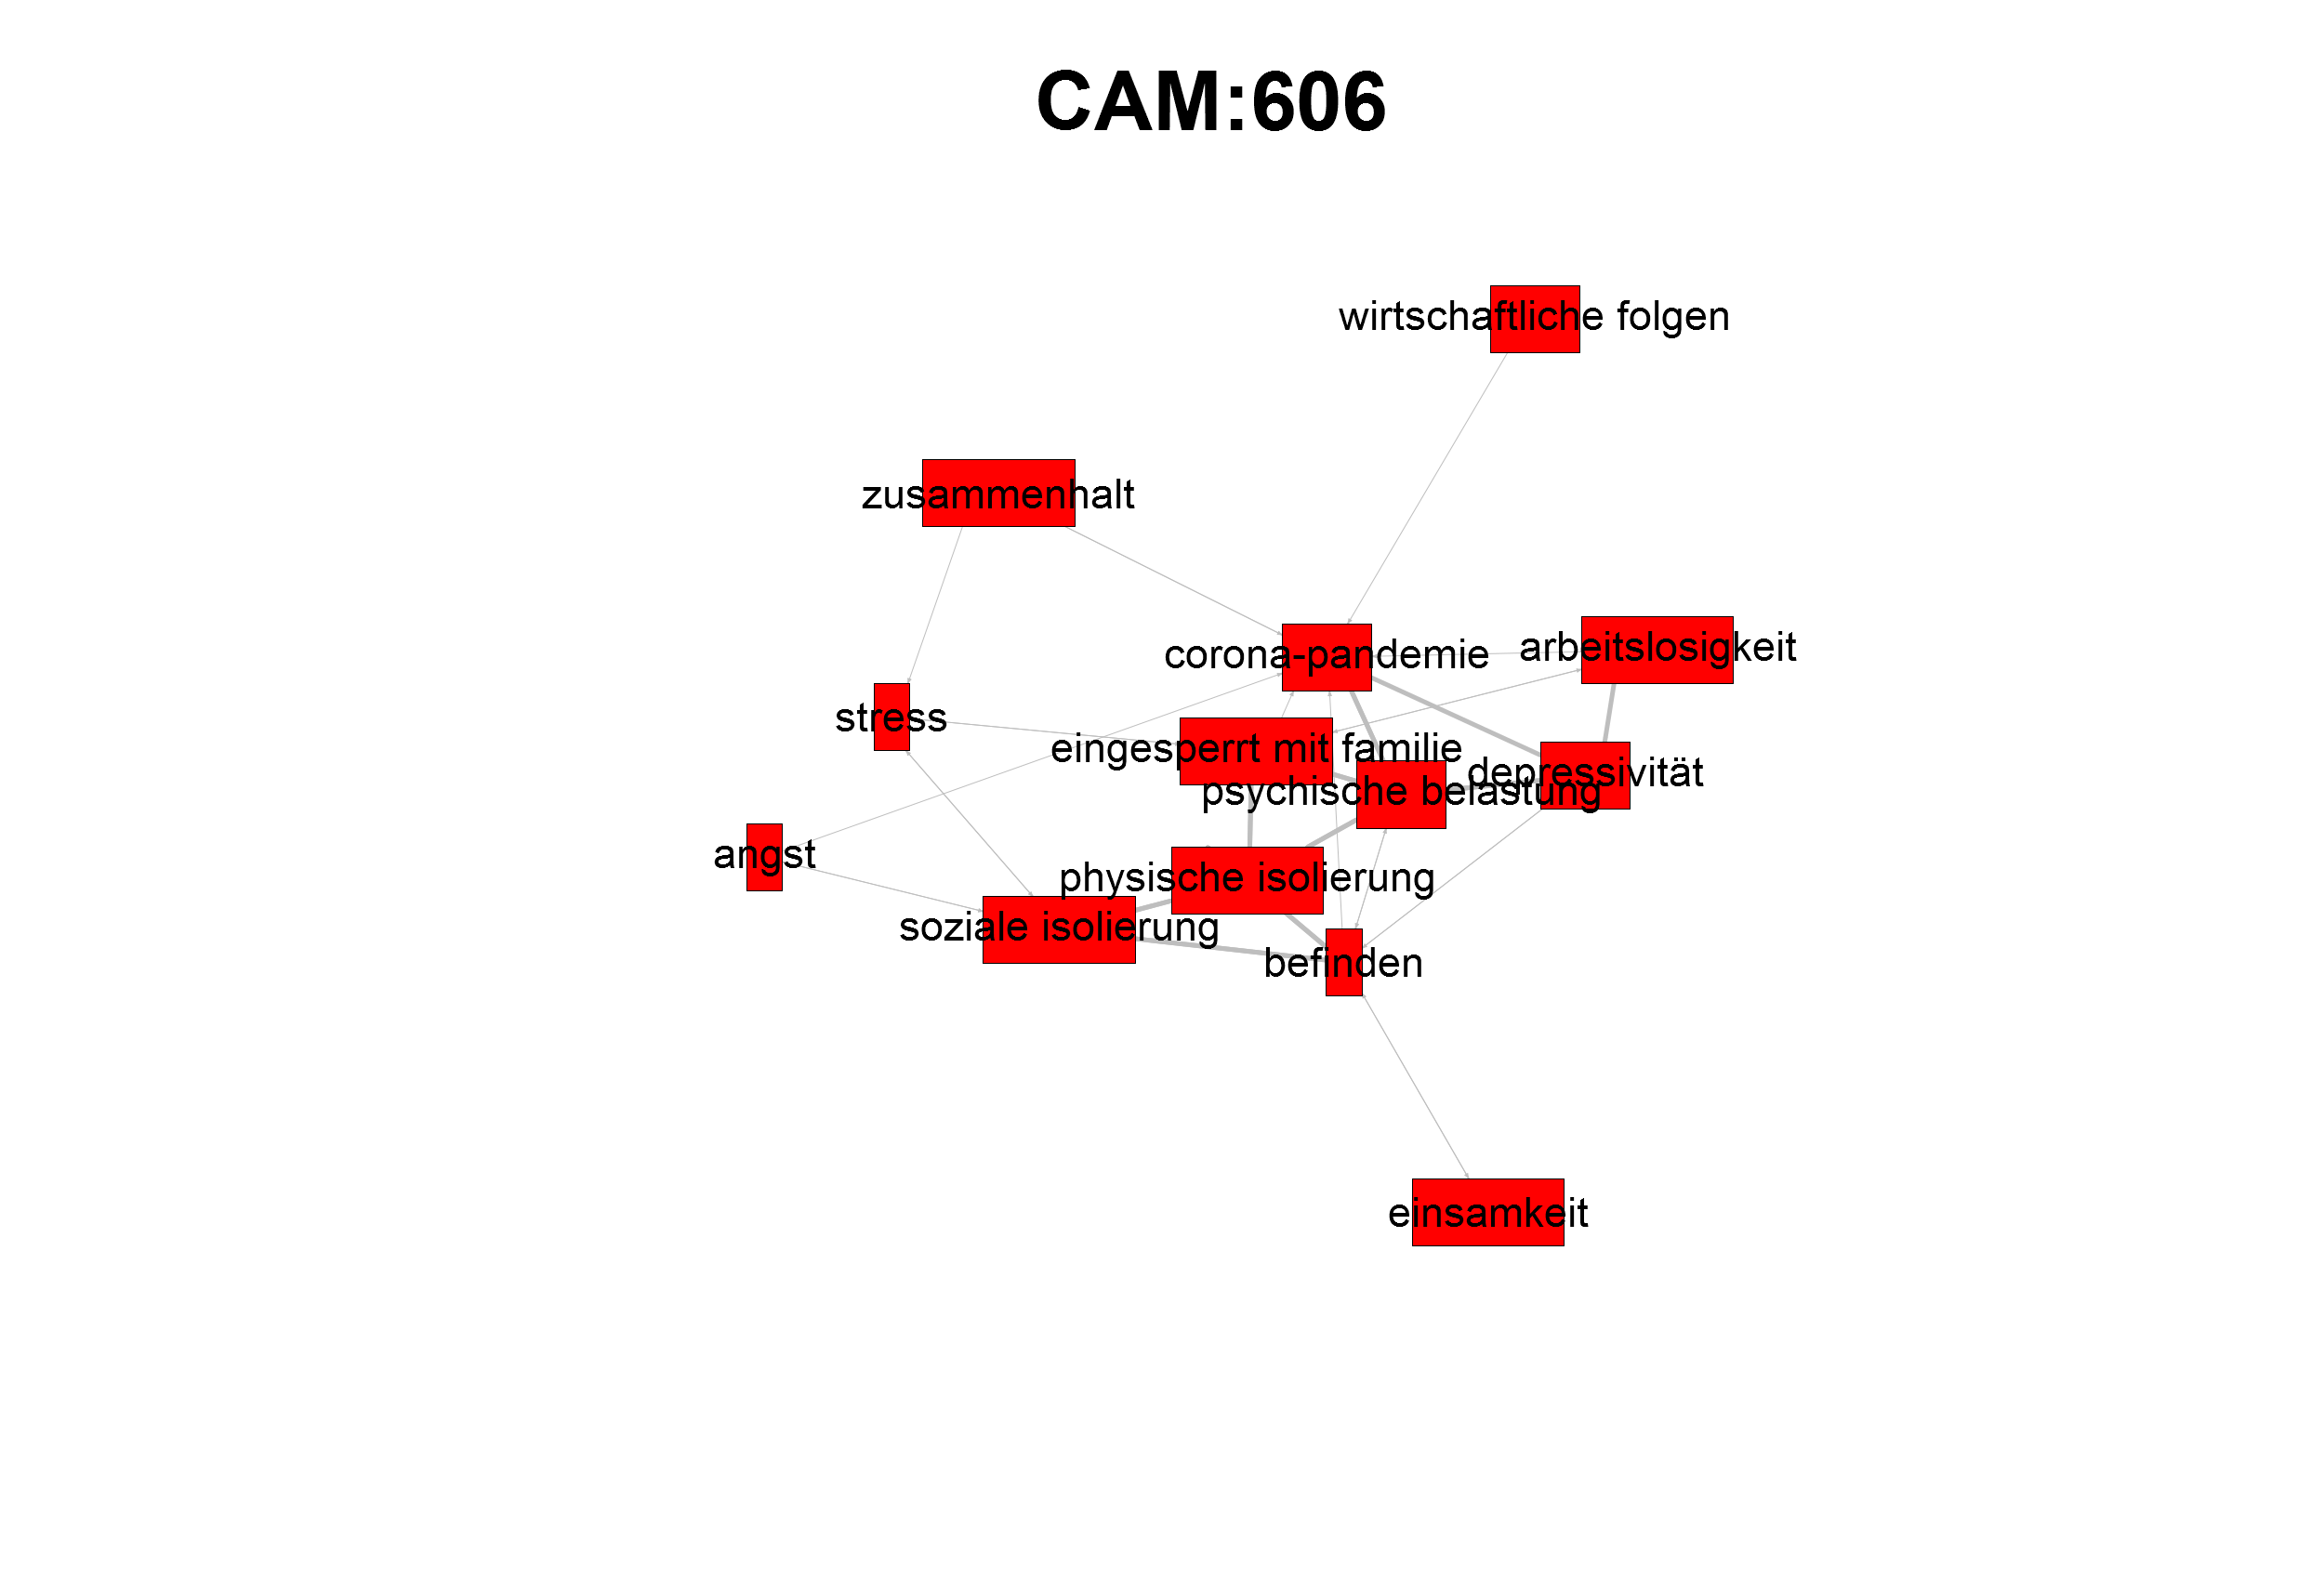 CAM:606
wirtschaftliche folgen
zusammenhalt
corona-pandemie
arbeitslosigkeit
stress
eingesperrt mit familie
depressivität
psychische belastung
angst
physische isolierung
soziale isolierung
befinden
einsamkeit